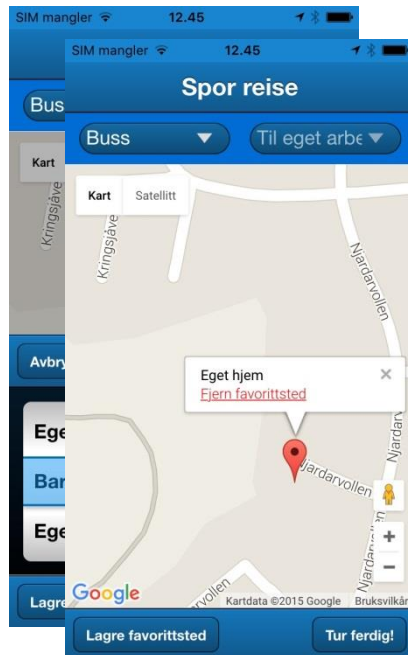 SIM mangler 12.45
Bus
Kart
Kringsjåve
Avbry
Ege
Bar
Ege
Lagre
SIM mangler 12.45
Spor reise
Buss
Til eget arbe
Kart Satellitt
Kringsjåve
Njardarvollen
Eget hjem
Fjern favorittsted
Njardarvollen
Njardarv
Njardarv
vollen
Google
Kartdata ©2015 Google Bruksvilkår
Lagre favorittsted Tur ferdig!